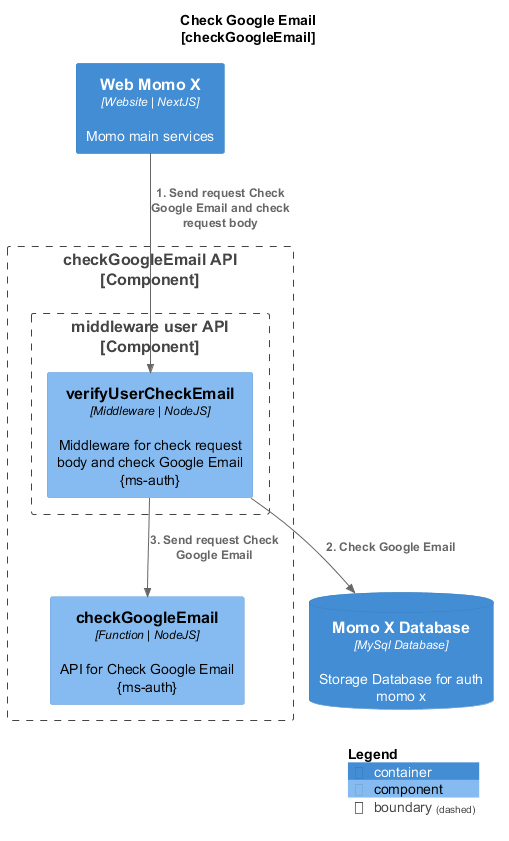 Check Google Email
[checkGoogleEmail]
Web Momo X
[Website | NextJS]
Momo main services
1. Send request Check
Google Email and check
request body
checkGoogleEmail API
[Component]
middleware user API
[Component]
verifyUserCheckEmail
[Middleware | NodeJS]
Middleware for check request
body and check Google Email
{ms-auth}
3. Send request Check
Google Email
2. Check Google Email
checkGoogleEmail
[Function | NodeJS]
API for Check Google Email
{ms-auth}
Momo X Database
[MySql Database]
Storage Database for auth
momo x
Legend
container
component
boundary (dashed)